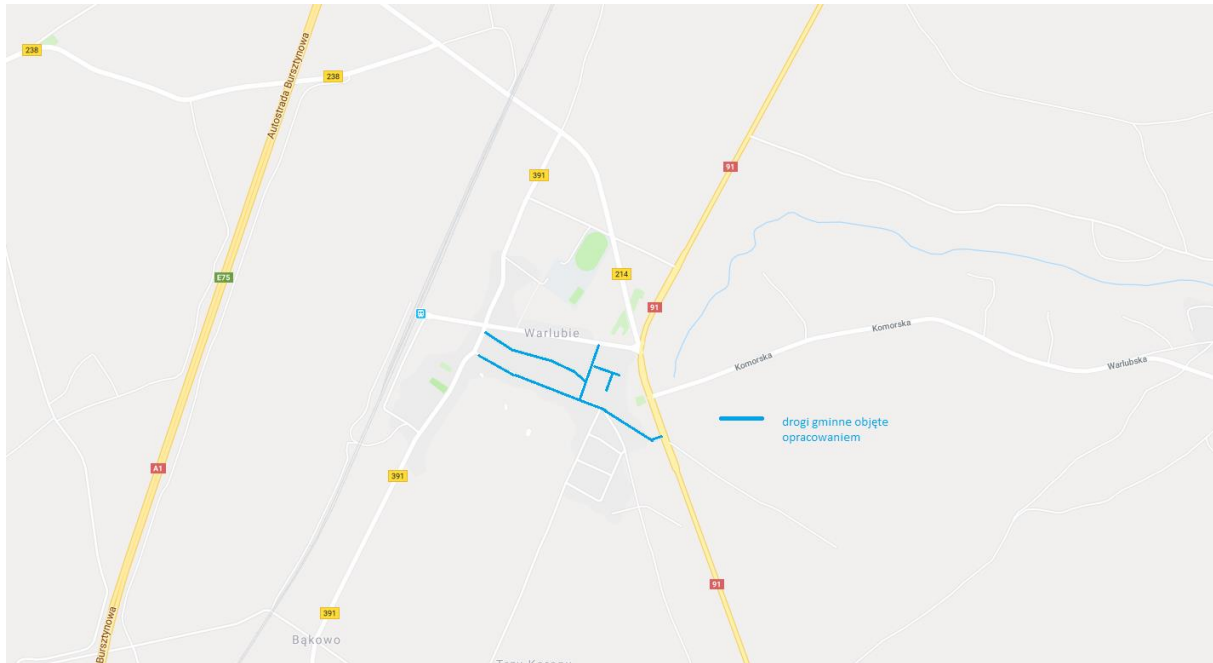 238
238
Autostrada Bursztynowa
391
91
E75
214
91
Warlubie
Komorska
Komorska
Warlubska
drogi gminne objęte
opracowaniem
A1
391
91
391
Bursztynowa
Bąkowo